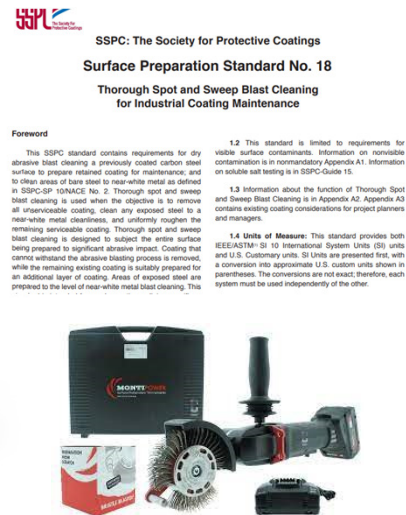 SSPC
The Society for
Protective Coatings
SSPC: The Society for Protective Coatings
Surface Preparation Standard No. 18
Thorough Spot and Sweep Blast Cleaning
for Industrial Coating Maintenance
Foreword
This SSPC standard contains requirements for dry
abrasive blast cleaning a previously coated carbon steel
surface to prepare retained coating for maintenance; and
to clean areas of bare steel to near-white metal as defined
in SSPC-SP 10/NACE No. 2. Thorough spot and sweep
blast cleaning is used when the objective is to remove
all unserviceable coating, clean any exposed steel to a
near-white metal cleanliness, and uniformly roughen the
remaining serviceable coating. Thorough spot and sweep
blast cleaning is designed to subject the entire surface
being prepared to significant abrasive impact. Coating that
cannot withstand the abrasive blasting process is removed,
while the remaining existing coating is suitably prepared for
an additional layer of coating. Areas of exposed steel are
prepared to the level of near-white metal blast cleaning. This
1.2 This standard is limited to requirements for
visible surface contaminants. Information on nonvisible
contamination is in nonmandatory Appendix A1. Information
on soluble salt testing is in SSPC-Guide 15.
1.3 Information about the function of Thorough Spot
and Sweep Blast Cleaning is in Appendix A2. Appendix A3
contains existing coating considerations for project planners
and managers.
1.4 Units of Measure: This standard provides both
IEEE/ASTM SI 10 International System Units (SI) units
and U.S. Customary units. SI Units are presented first, with
a conversion into approximate U.S. custom units shown in
parentheses. The conversions are not exact; therefore, each
system must be used independently of the other.
MONTIPOWER
BRISTLE BLASTER